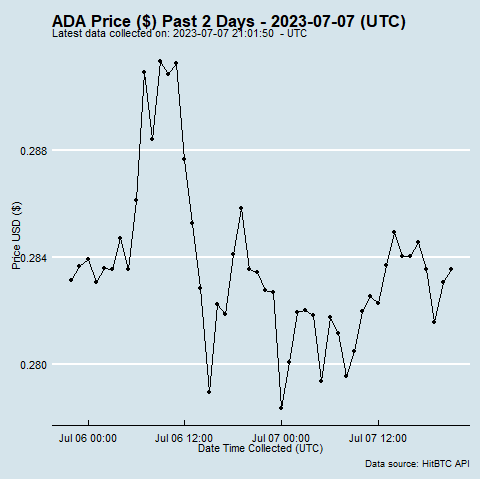 ADA Price ($) Past 2 Days - 2023-07-07 (UTC)
Latest data collected on: 2023-07-07 21:01:50 - UTC
0.288
0.284
0.280
Price USD ($)
Jul 06 00:00 Jul 06 12:00 Jul 07 00:00 Jul 07 12:00
Date Time Collected (UTC)
Data source: HitBTC API